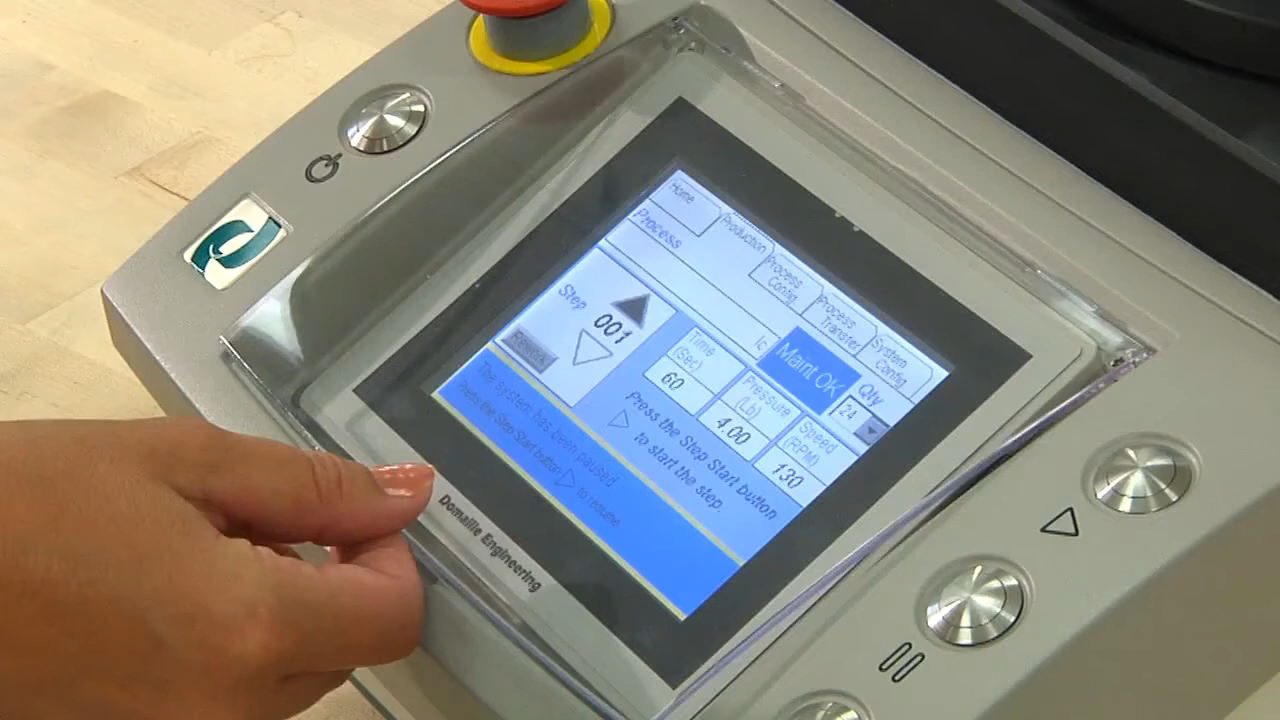 Home
Production
Process
Config.
Process
Transfer
System
Config.
Process
Maint OK
Qty
24
Step
001
Rework
Time
(Sec)
60
Pressure
(Lb)
4.00
Speed
(RPM)
130
Press the Step Start button
to start the step.
The system has been paused
Press the Step Start button
to resume
Domaille Engineering